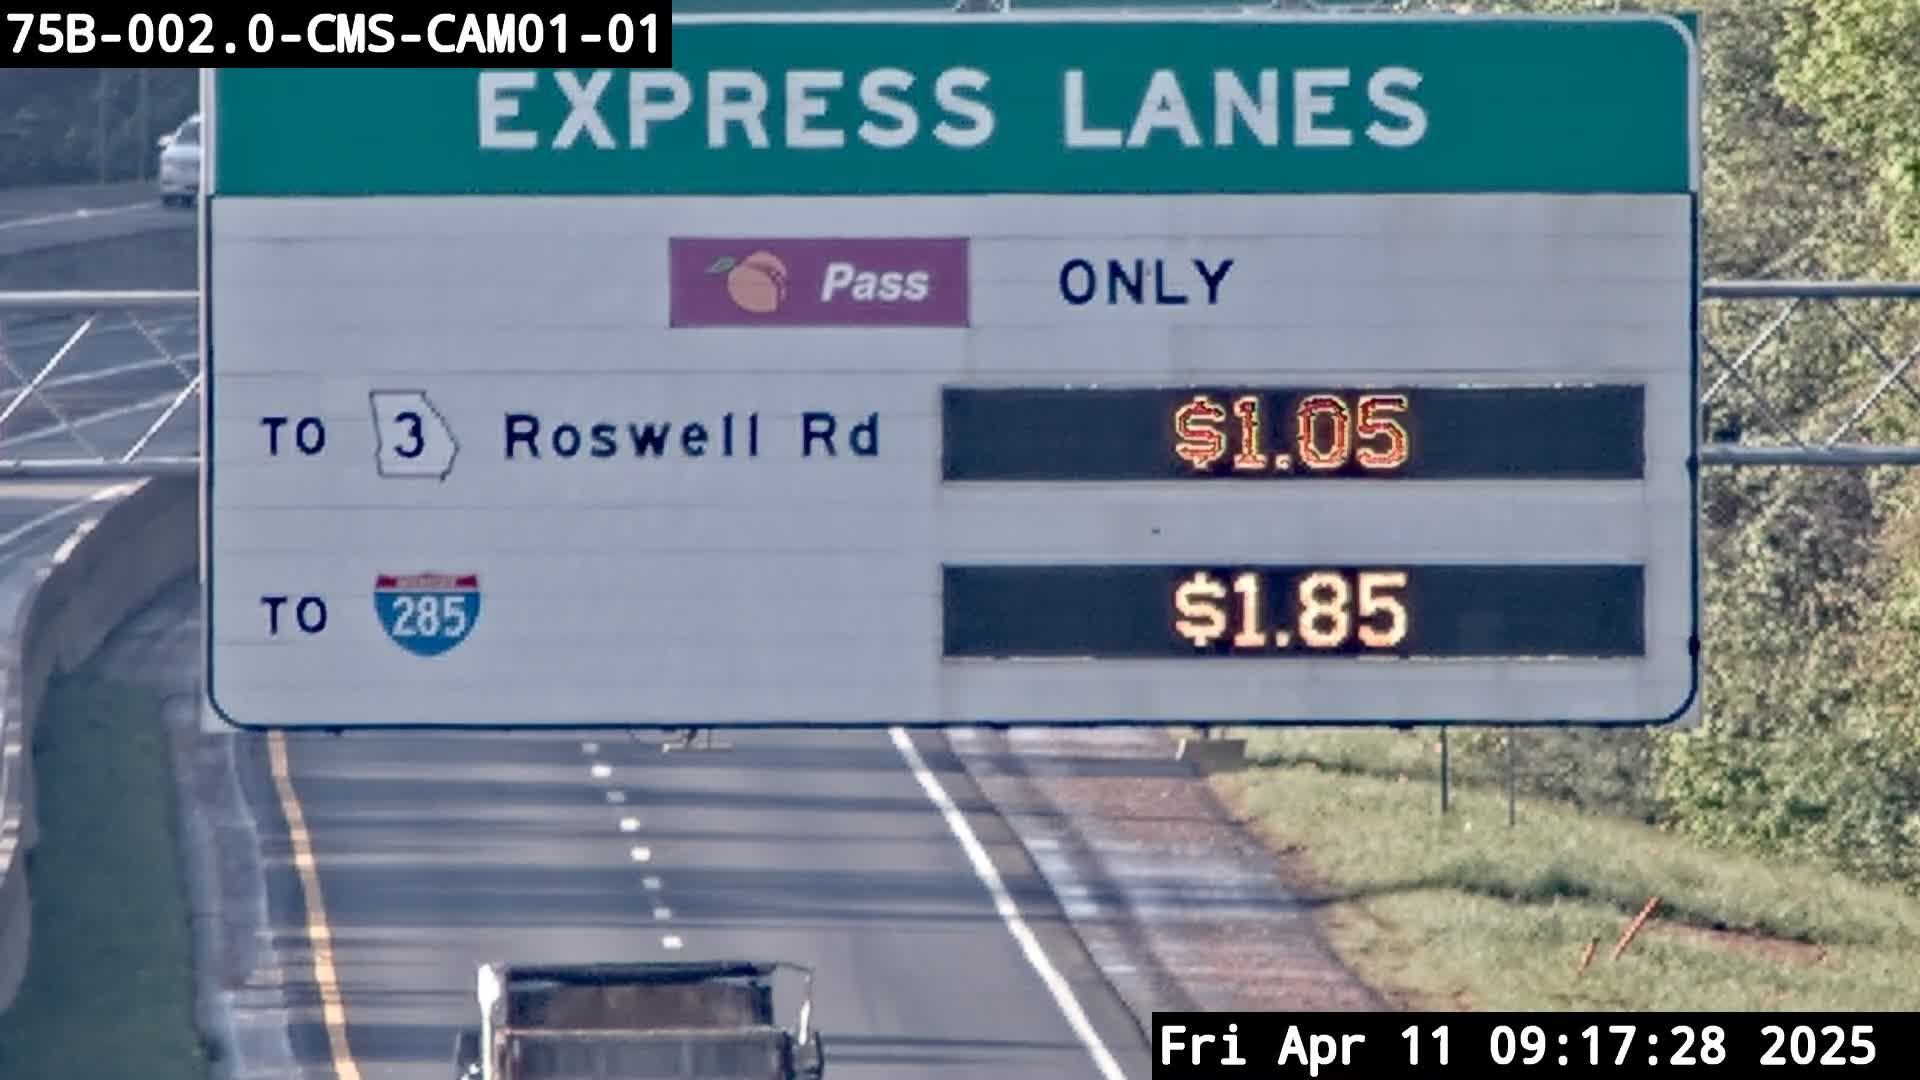 75B-002.0-CMS-CAM01-01
EXPRESS LANES
Pass ONLY
TO 3 Roswell Rd $1.05
TO 285 $1.85
Fri Apr 11 09:17:28 2025